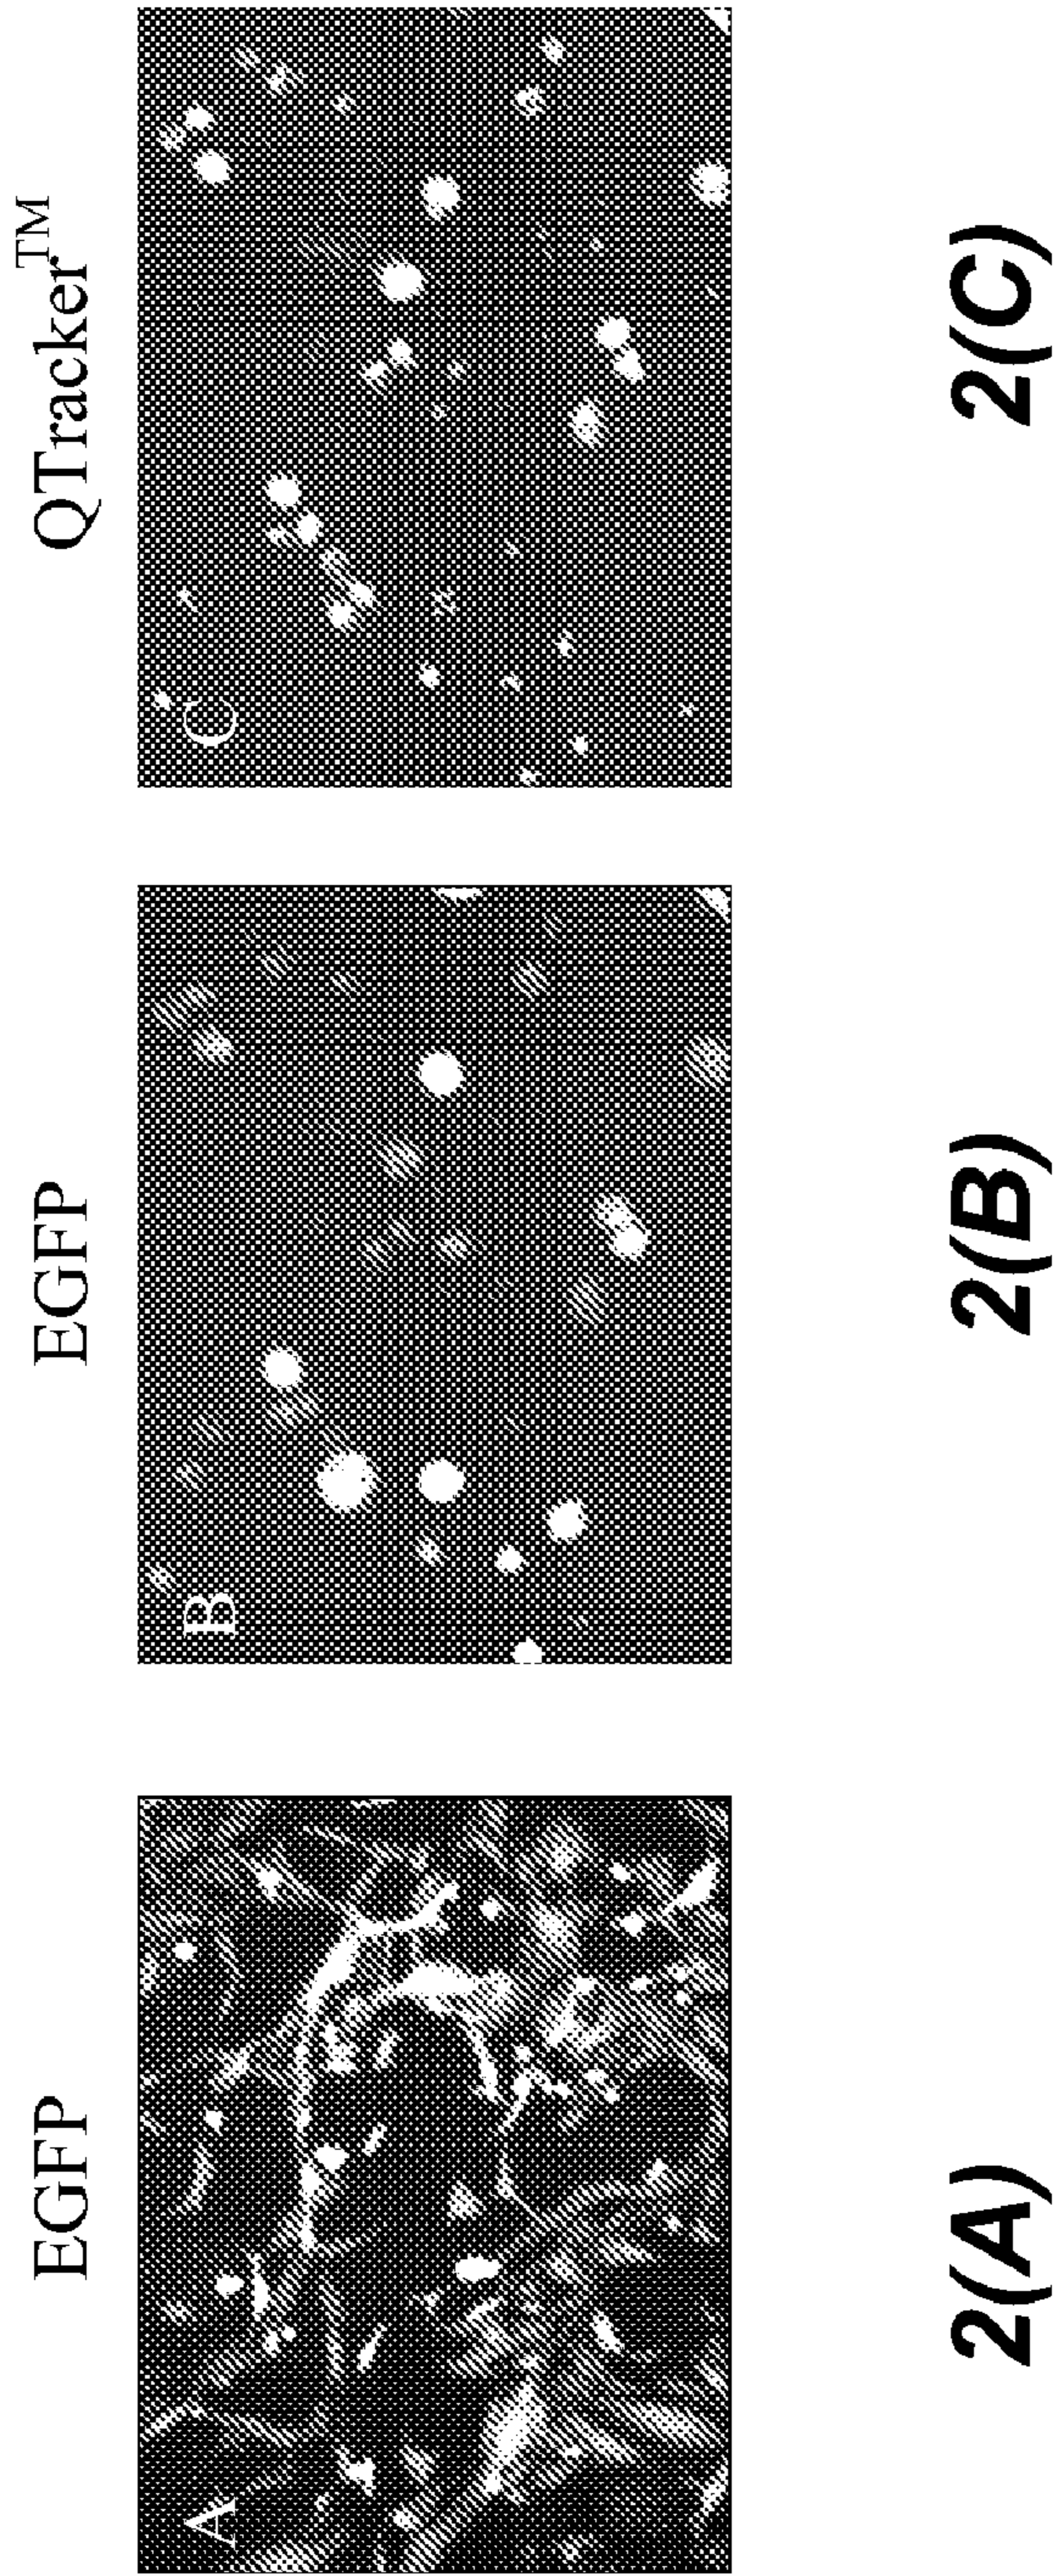 EGFP
EGFP
QTracker™
A
B
C
2(A)
2(B)
2(C)